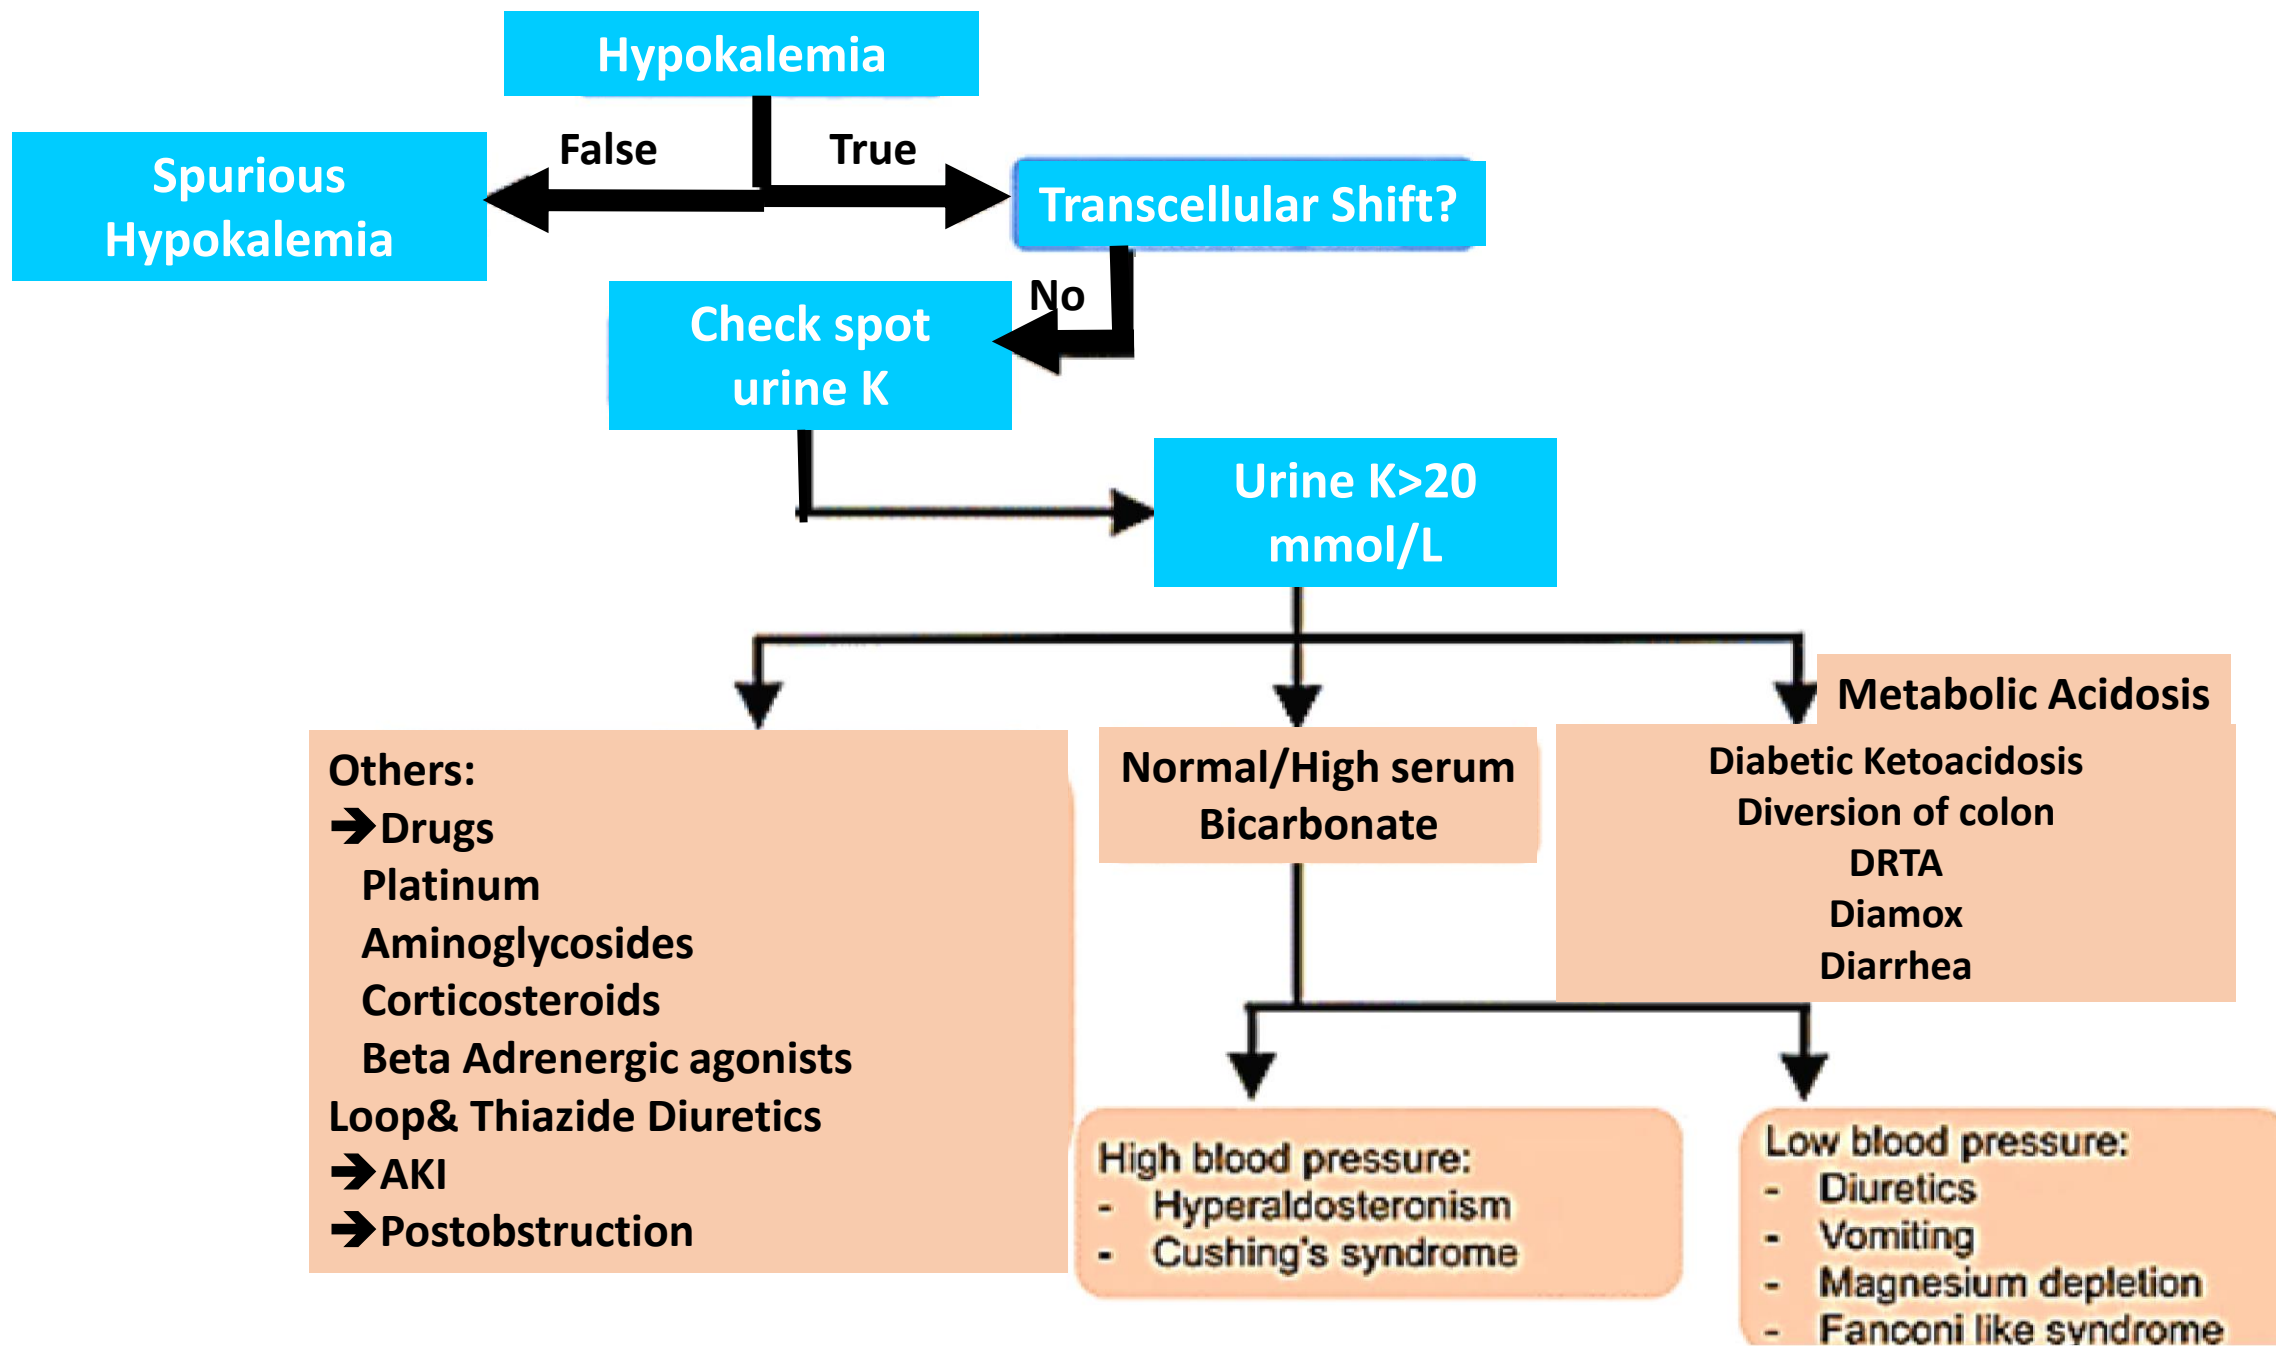 Hypokalemia
False
True
Spurious
Hypokalemia
Transcellular Shift?
No
Check spot
urine K
Urine K>20
mmol/L
Others:
➔Drugs
Platinum
Aminoglycosides
Corticosteroids
Beta Adrenergic agonists
Loop& Thiazide Diuretics
➔AKI
➔Postobstruction
Normal/High serum
Bicarbonate
Metabolic Acidosis
Diabetic Ketoacidosis
Diversion of colon
DRTA
Diamox
Diarrhea
High blood pressure:
- Hyperaldosteronism
- Cushing's syndrome
Low blood pressure:
- Diuretics
- Vomiting
- Magnesium depletion
- Fanconi like syndrome